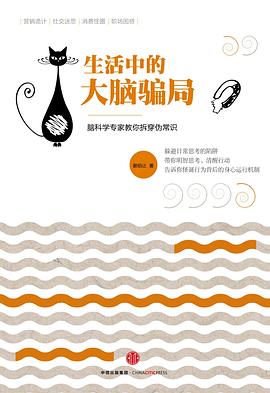 营销诡计 | 社交迷思 | 消费怪圈 | 职场困惑
生活中的
大脑骗局
脑科学专家教你拆穿伪常识
躲避日常思考的陷阱
带你明智思考、清醒行动
告诉你怪诞行为背后的身心运行机制
谢伯让 著
中信出版集团·CHINACITICPRESS